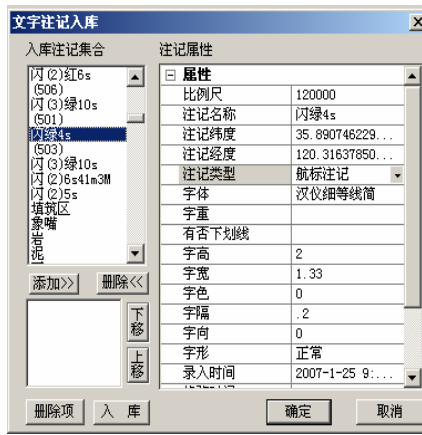 文字注记入库
入库注记集合
注记属性
闪(2)红6s
(506)
闪(3)绿10s
(501)
闪绿4s
(503)
闪(3)绿10s
闪(2)6s41m3M
闪(2)5s
填筑区
象嘴
岩
泥
添加>> 删除<<
下移
上移
删除项 入 库
属性
比例尺 120000
注记名称 闪绿4s
注记纬度 35.890746229...
注记经度 120.31637850...
注记类型 航标注记
字体 汉仪细等线简
字重
有否下划线
字高 2
字宽 1.33
字色 0
字隔 .2
字向 0
字形 正常
录入时间 2007-1-25 9:...
确定 取消